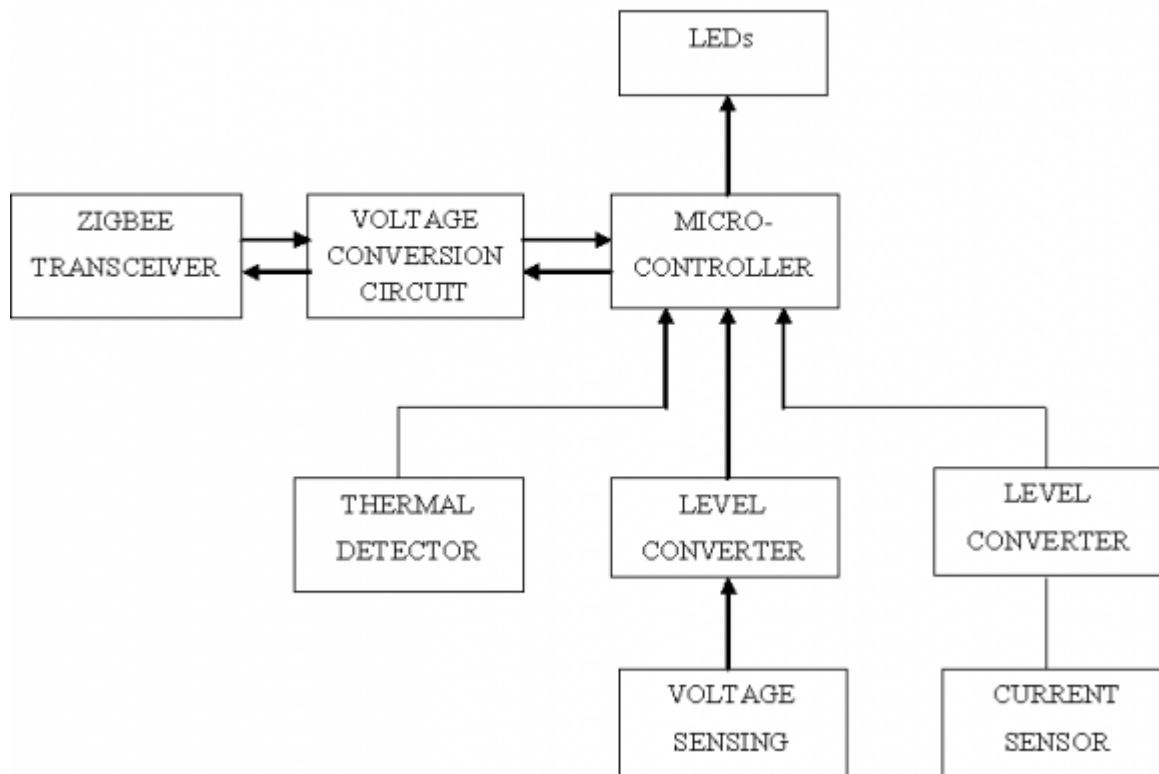 LEDs
ZIGBEE
TRANSCEIVER
VOLTAGE
CONVERSION
CIRCUIT
MICRO-
CONTROLLER
THERMAL
DETECTOR
LEVEL
CONVERTER
LEVEL
CONVERTER
VOLTAGE
SENSING
CURRENT
SENSOR